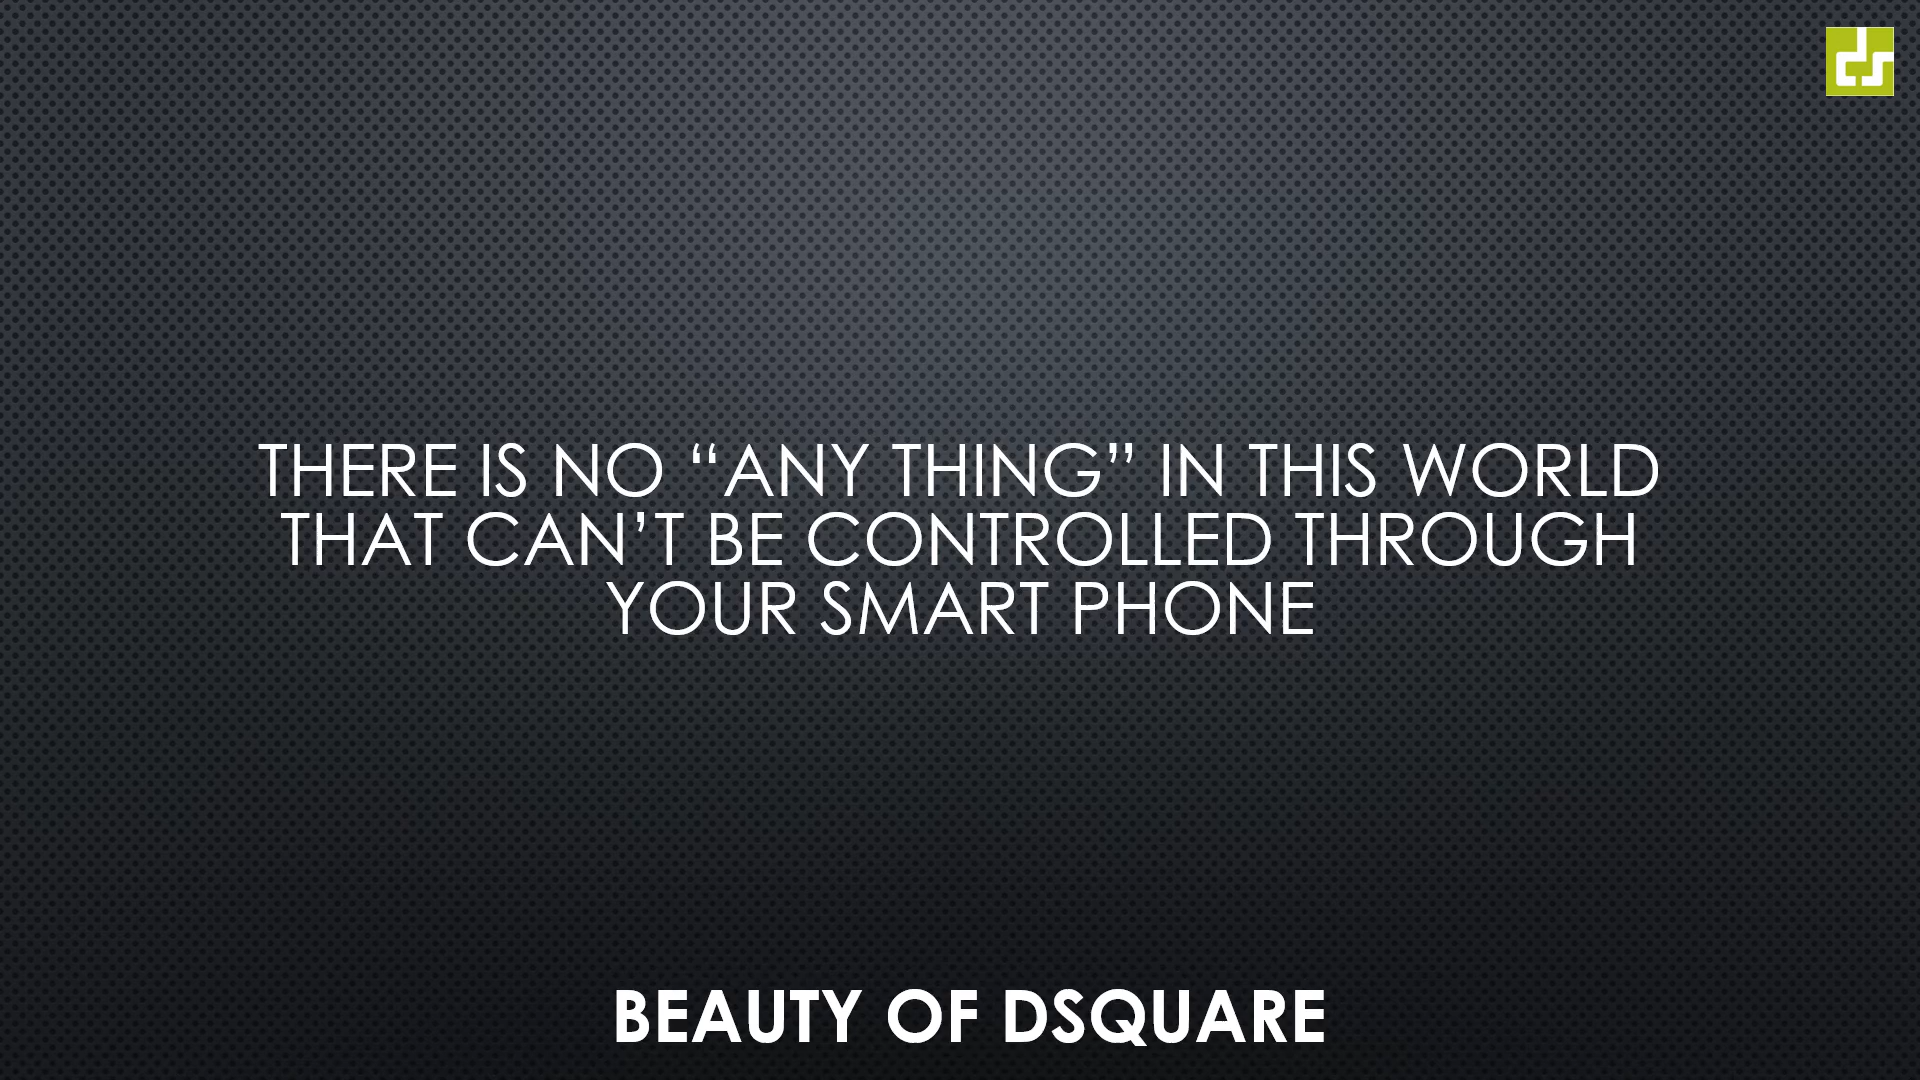 ds
THERE IS NO “ANY THING” IN THIS WORLD
THAT CAN’T BE CONTROLLED THROUGH
YOUR SMART PHONE
BEAUTY OF DSQUARE